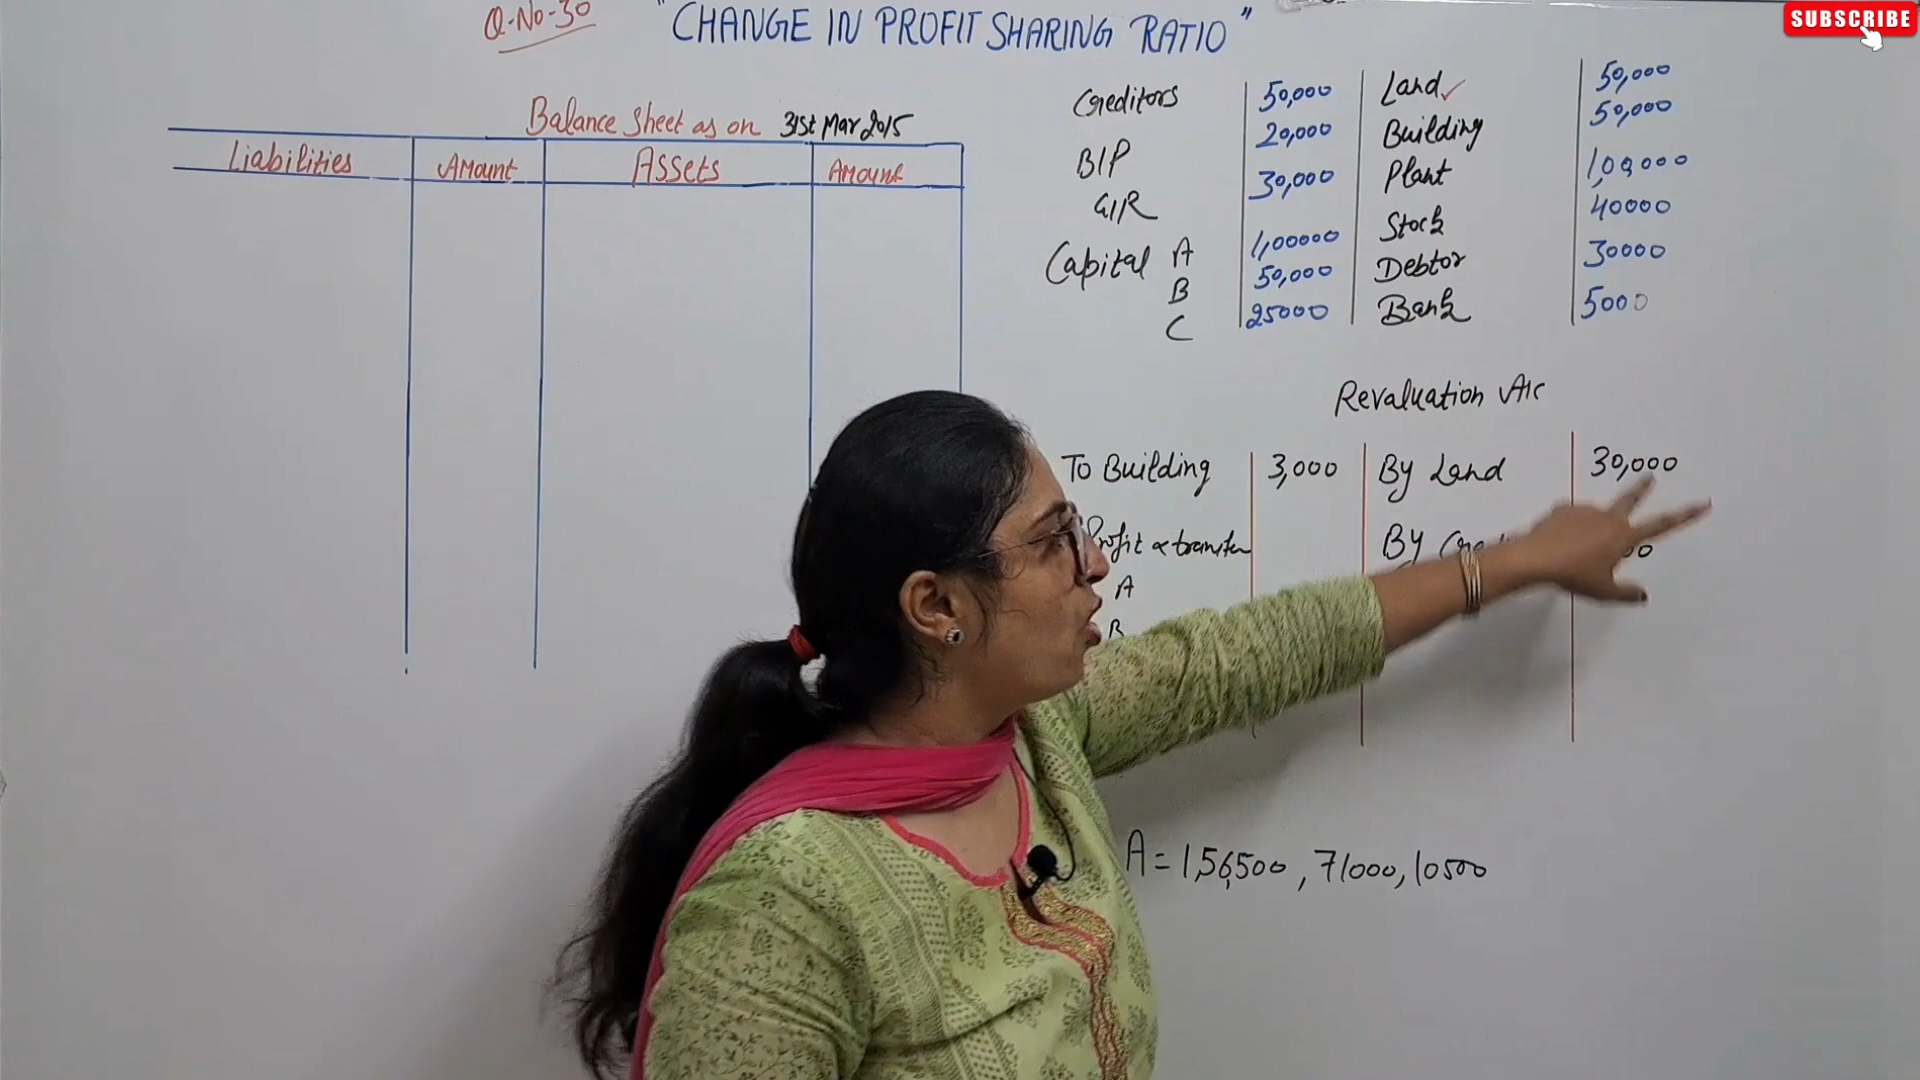 SUBSCRIBE
Q-No-30
"CHANGE IN PROFIT SHARING RATIO"
Balance Sheet as on 31st Mar 2015
Liabilities Amount Assets Amount
Creditors 50,000 Land 50,000
B/P 20,000 Building 50,000
G/R 30,000 Plant 1,00,000
Capital A 1,00000 Stock 40000
B 50,000 Debtor 30000
C 25000 Bank 5000
Revaluation A/c
To Building 3,000 By Land 30,000
Profit transfer By
A
B
A = 1,56,500, 71000, 10500